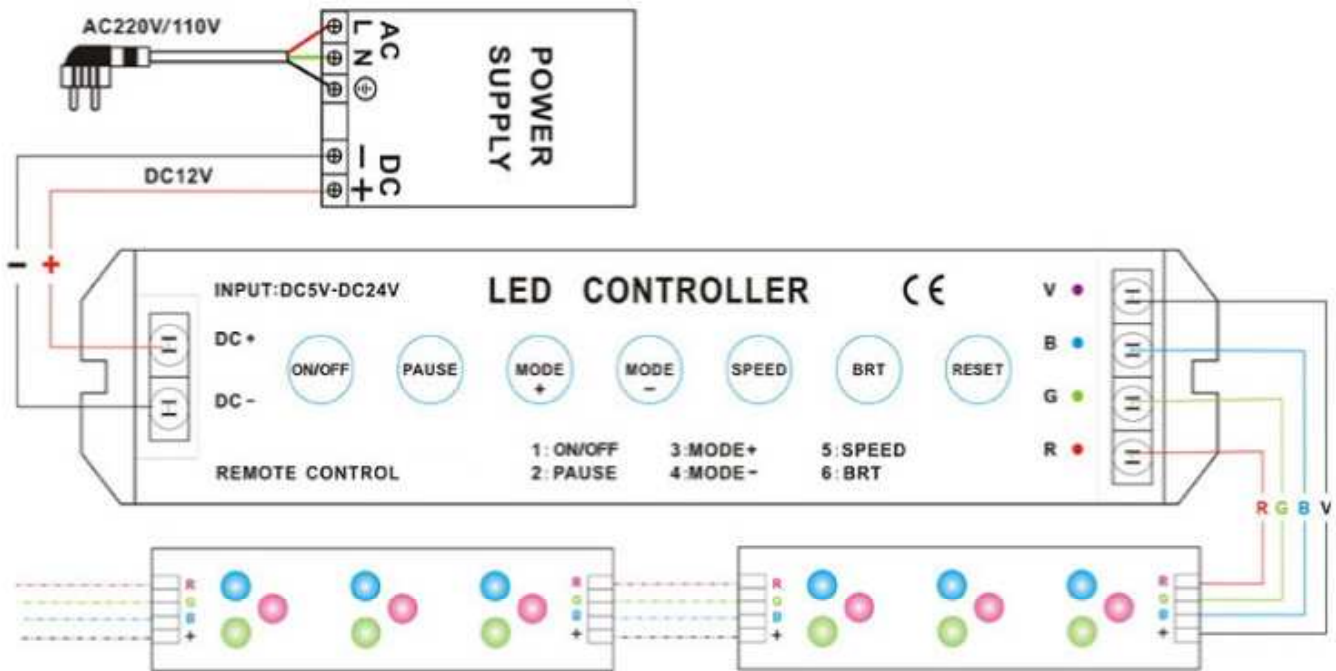 AC220V/110V
AC
L
N
POWER
SUPPLY
DC
−
+
DC12V
− +
INPUT:DC5V-DC24V
LED CONTROLLER
CE
DC+
DC−
ON/OFF
PAUSE
MODE
+
MODE
−
SPEED
BRT
RESET
V
B
G
R
REMOTE CONTROL
1:ON/OFF 3:MODE+ 5:SPEED
2:PAUSE 4:MODE− 6:BRT
R G B V
R
G
B
+
R
G
B
+
R
G
B
+